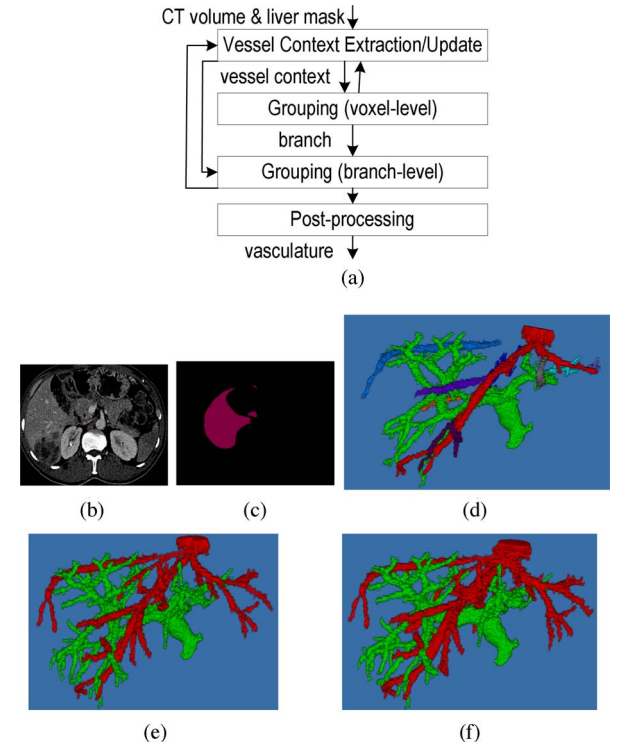 CT volume & liver mask
Vessel Context Extraction/Update
vessel context
Grouping (voxel-level)
branch
Grouping (branch-level)
Post-processing
vasculature
(a)
(b)
(c)
(d)
(e)
(f)